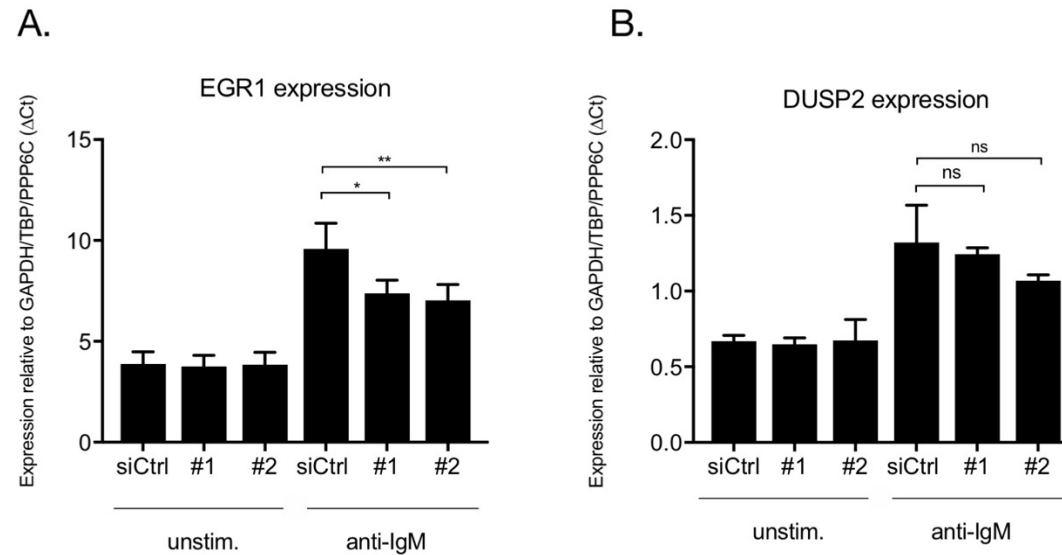 A.
EGR1 expression
Expression relative to GAPDH/TBP/PPP6C (ΔCt)
15
10
5
0
**
*
siCtrl #1 #2 siCtrl #1 #2
unstim. anti-IgM
B.
DUSP2 expression
Expression relative to GAPDH/TBP/PPP6C (ΔCt)
2.0
1.5
1.0
0.5
0.0
ns
ns
siCtrl #1 #2 siCtrl #1 #2
unstim. anti-IgM